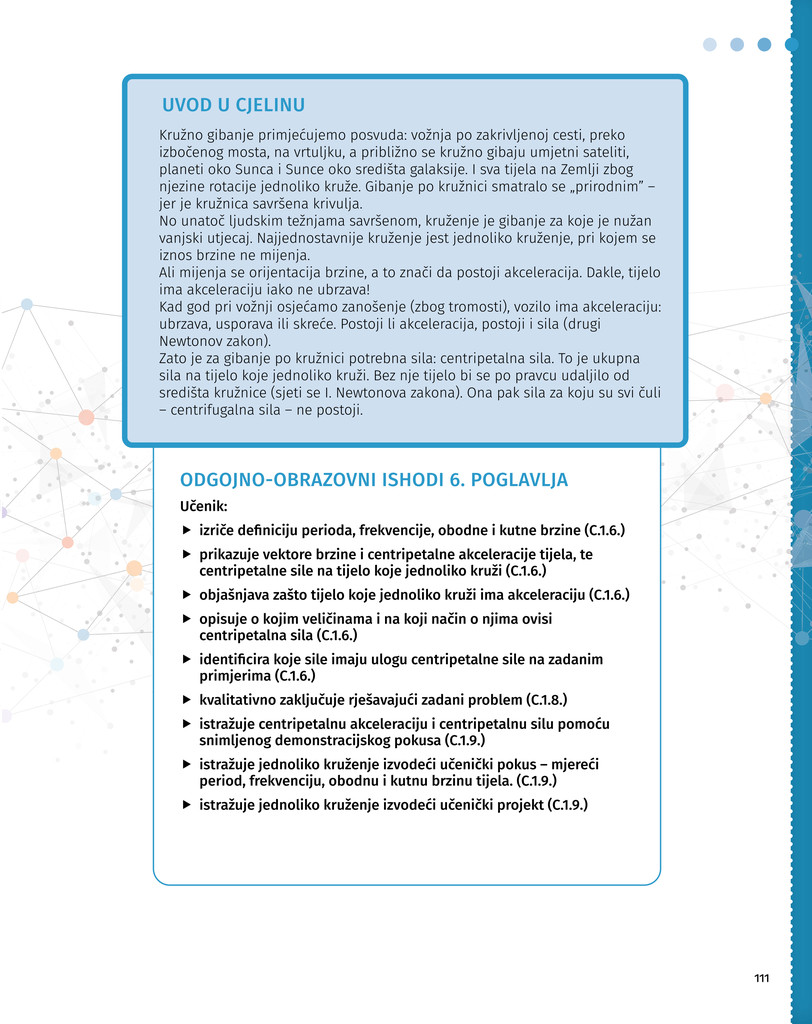 UVOD U CJELINU
Kružno gibanje primjećujemo posvuda: vožnja po zakrivljenoj cesti, preko
izbočenog mosta, na vrtuljku, a približno se kružno gibaju umjetni sateliti,
planeti oko Sunca i Sunce oko središta galaksije. I sva tijela na Zemlji zbog
njezine rotacije jednoliko kruže. Gibanje po kružnici smatralo se „prirodnim” –
jer je kružnica savršena krivulja.
No unatoč ljudskim težnjama savršenom, kruženje je gibanje za koje je nužan
vanjski utjecaj. Najjednostavnije kruženje jest jednoliko kruženje, pri kojem se
iznos brzine ne mijenja.
Ali mijenja se orijentacija brzine, a to znači da postoji akceleracija. Dakle, tijelo
ima akceleraciju iako ne ubrzava!
Kad god pri vožnji osjećamo zanošenje (zbog tromosti), vozilo ima akceleraciju:
ubrzava, usporava ili skreće. Postoji li akceleracija, postoji i sila (drugi
Newtonov zakon).
Zato je za gibanje po kružnici potrebna sila: centripetalna sila. To je ukupna
sila na tijelo koje jednoliko kruži. Bez nje tijelo bi se po pravcu udaljilo od
središta kružnice (sjeti se I. Newtonova zakona). Ona pak sila za koju su svi čuli
– centrifugalna sila – ne postoji.
ODGOJNO-OBRAZOVNI ISHODI 6. POGLAVLJA
Učenik:
izriče definiciju perioda, frekvencije, obodne i kutne brzine (C.1.6.)
prikazuje vektore brzine i centripetalne akceleracije tijela, te
centripetalne sile na tijelo koje jednoliko kruži (C.1.6.)
objašnjava zašto tijelo koje jednoliko kruži ima akceleraciju (C.1.6.)
opisuje o kojim veličinama i na koji način o njima ovisi
centripetalna sila (C.1.6.)
identificira koje sile imaju ulogu centripetalne sile na zadanim
primjerima (C.1.6.)
kvalitativno zaključuje rješavajući zadani problem (C.1.8.)
istražuje centripetalnu akceleraciju i centripetalnu silu pomoću
snimljenog demonstracijskog pokusa (C.1.9.)
istražuje jednoliko kruženje izvodeći učenički pokus – mjereći
period, frekvenciju, obodnu i kutnu brzinu tijela. (C.1.9.)
istražuje jednoliko kruženje izvodeći učenički projekt (C.1.9.)
111